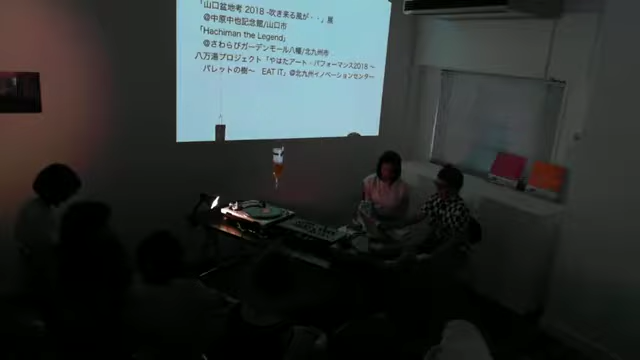 「山口盆地考 2018 -吹き来る風が・・」展
@中原中也記念館/山口市
「Hachiman the Legend」
@さわらびガーデンモール八幡/北九州市
八万湯プロジェクト「やはたアート×パフォーマンス2018 ～
パレットの樹～ EAT IT」@北九州イノベーションセンター